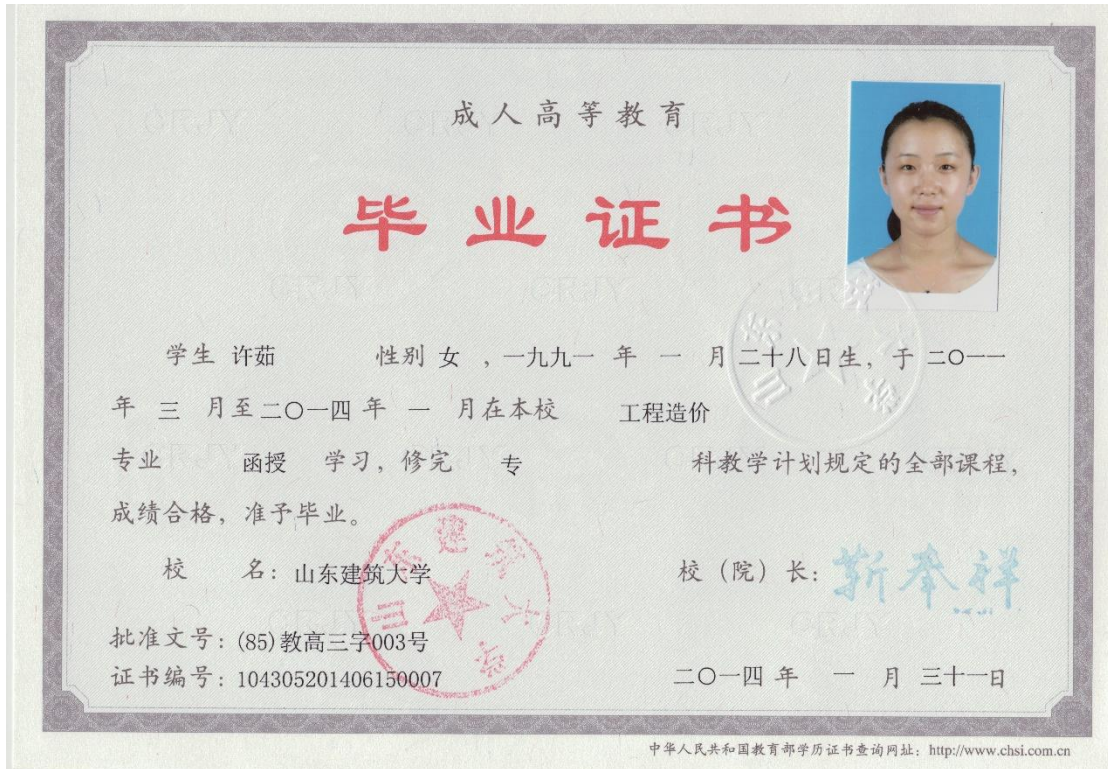 成人高等教育
毕业证书
学生 许茹 性别 女 ，一九九一 年 一 月 二十八日生，于 二〇一一
年 三 月至二〇一四 年 一 月在本校 工程造价
专业 函授 学习，修完 专 科教学计划规定的全部课程，
成绩合格，准予毕业。
校 名：山东建筑大学 校（院）长：靳奉祥
批准文号：(85)教高三字003号
证书编号：104305201406150007 二〇一四 年 一 月 三十一日
山东建筑大学
中华人民共和国教育部学历证书查询网址：http://www.chsi.com.cn